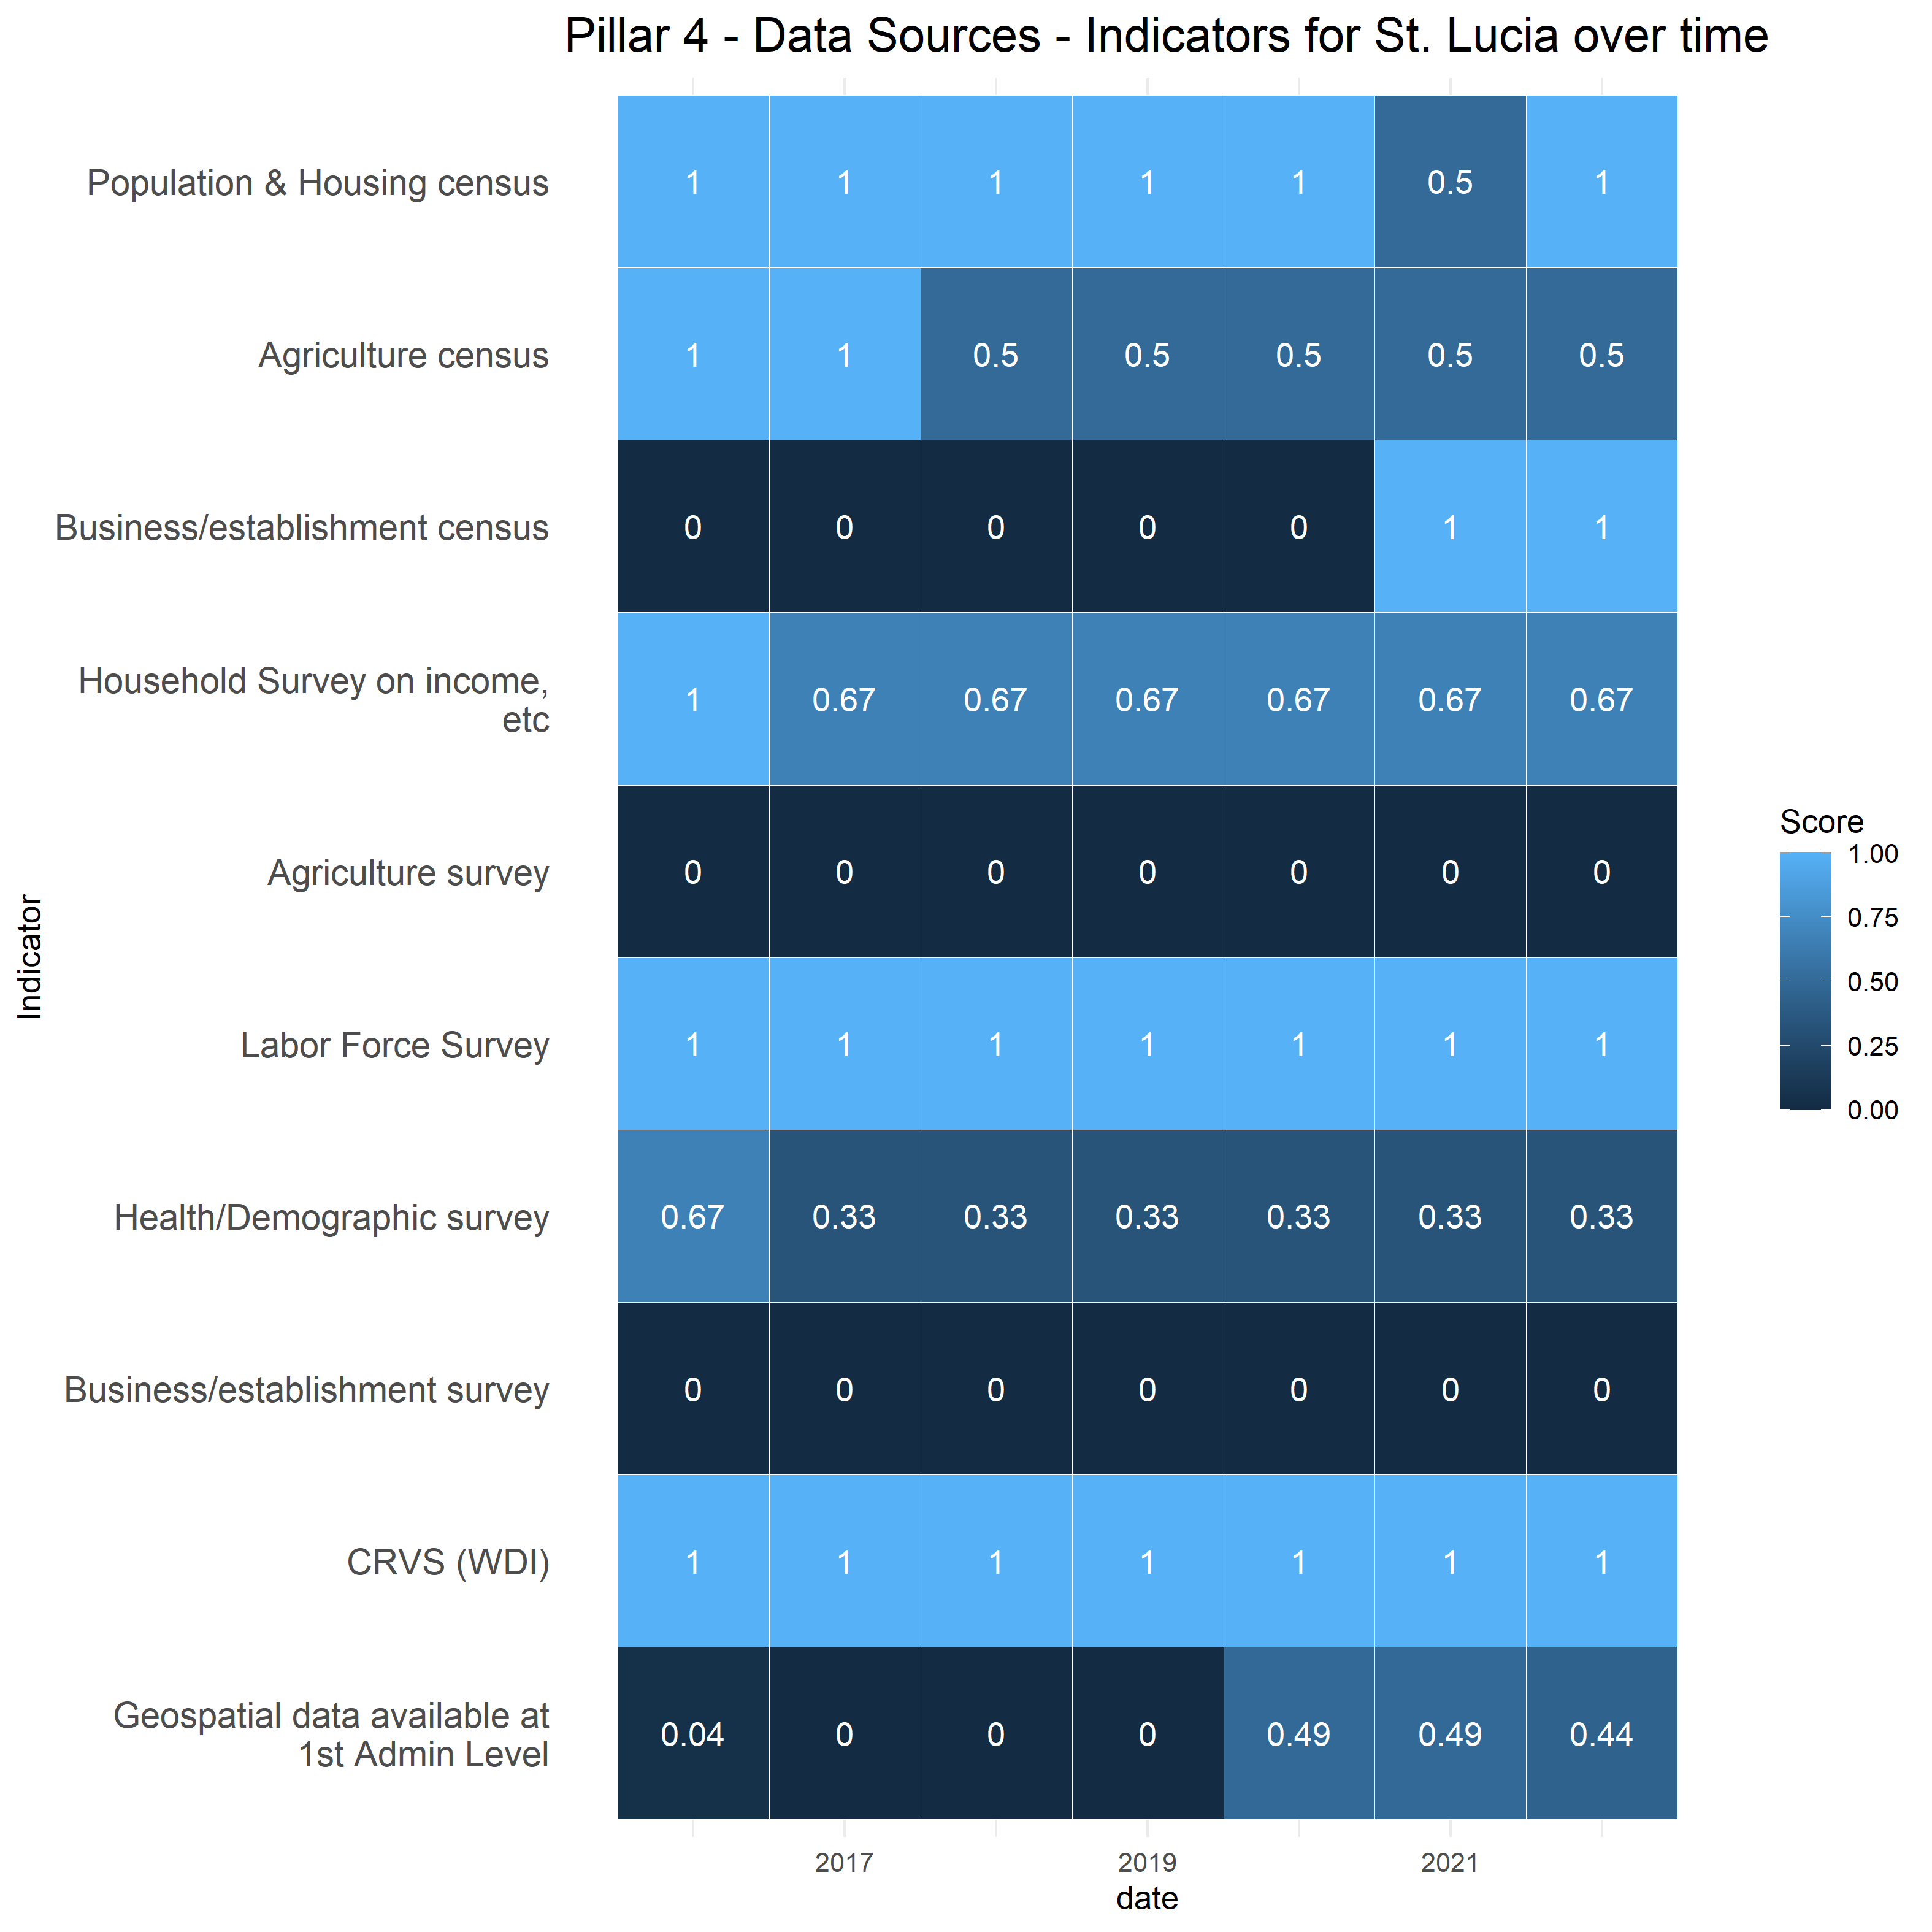 Pillar 4 - Data Sources - Indicators for St. Lucia over time
Population & Housing census
1 1 1 1 1 0.5 1
Agriculture census
1 1 0.5 0.5 0.5 0.5 0.5
Business/establishment census
0 0 0 0 0 1 1
Household Survey on income,
etc
1 0.67 0.67 0.67 0.67 0.67 0.67
Agriculture survey
0 0 0 0 0 0 0
Labor Force Survey
1 1 1 1 1 1 1
Health/Demographic survey
0.67 0.33 0.33 0.33 0.33 0.33 0.33
Business/establishment survey
0 0 0 0 0 0 0
CRVS (WDI)
1 1 1 1 1 1 1
Geospatial data available at
1st Admin Level
0.04 0 0 0 0.49 0.49 0.44
2017 2019 2021
date
Indicator
Score
1.00
0.75
0.50
0.25
0.00